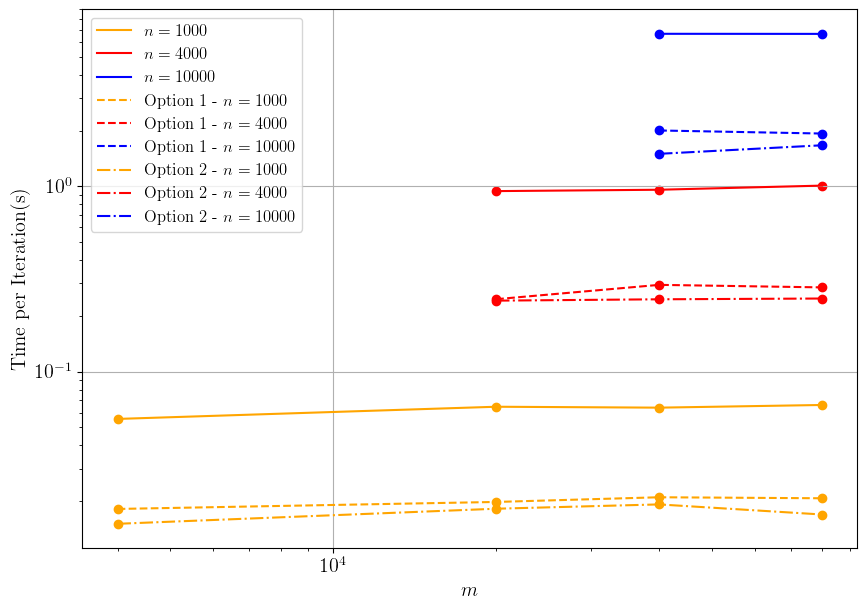 $n = 1000$
$n = 4000$
$n = 10000$
Option 1 - $n = 1000$
Option 1 - $n = 4000$
Option 1 - $n = 10000$
Option 2 - $n = 1000$
Option 2 - $n = 4000$
Option 2 - $n = 10000$
Time per Iteration(s)
$10^0$
$10^{-1}$
$10^4$
$m$